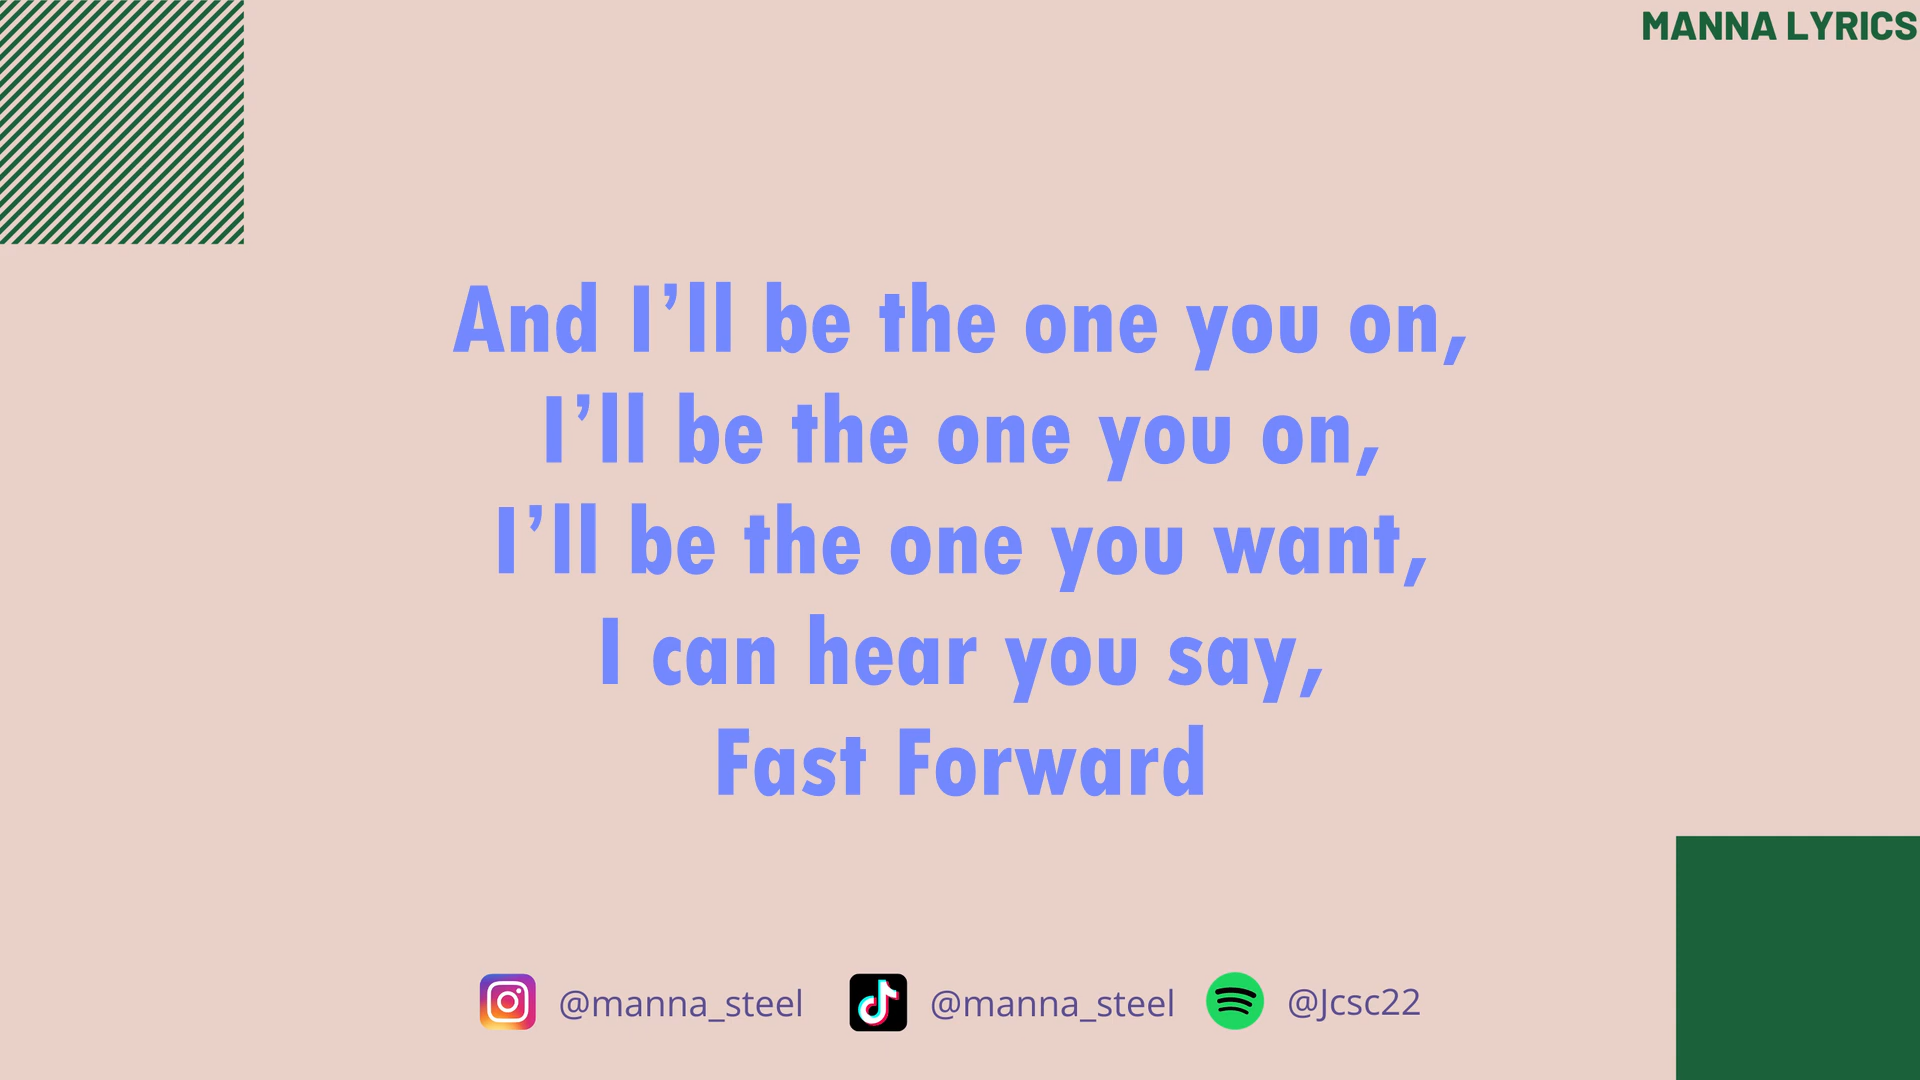 MANNA LYRICS
And I’ll be the one you on,
I’ll be the one you on,
I’ll be the one you want,
I can hear you say,
Fast Forward
@manna_steel @manna_steel @Jcsc22